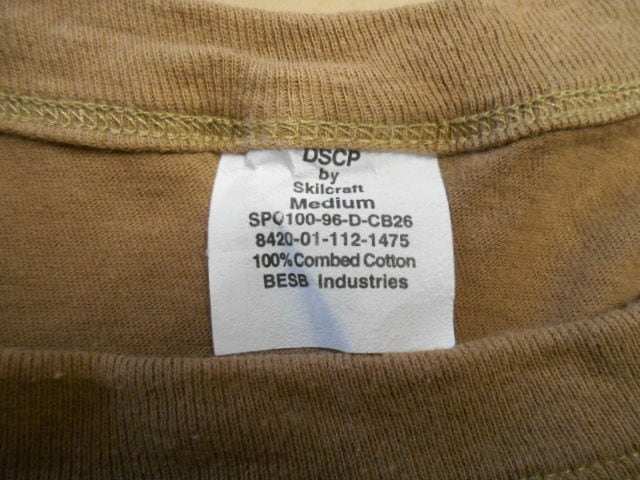 DSCP
by
Skilcraft
Medium
SPO100-96-D-CB26
8420-01-112-1475
100% Combed Cotton
BESB Industries